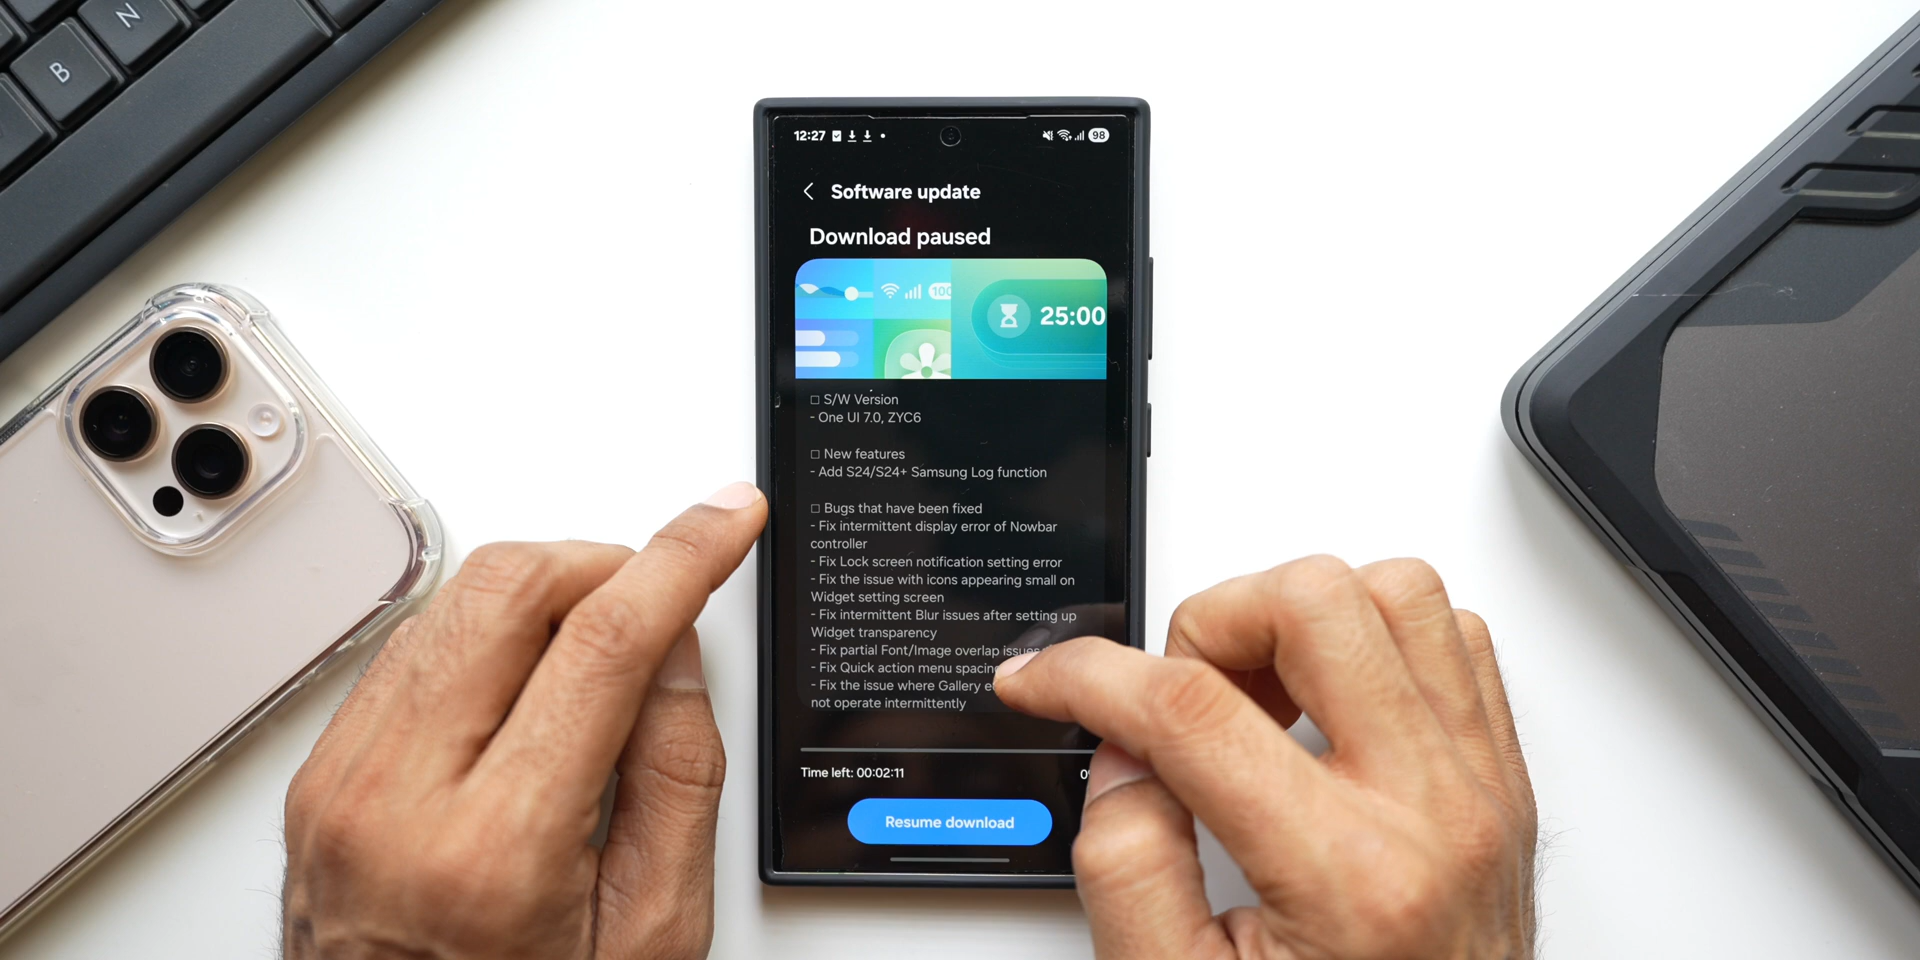 N
B
12:27 98
Software update
Download paused
100
25:00
□ S/W Version
- One UI 7.0, ZYC6
□ New features
- Add S24/S24+ Samsung Log function
□ Bugs that have been fixed
- Fix intermittent display error of Nowbar
controller
- Fix Lock screen notification setting error
- Fix the issue with icons appearing small on
Widget setting screen
- Fix intermittent Blur issues after setting up
Widget transparency
- Fix partial Font/Image overlap issues
- Fix Quick action menu spacing
- Fix the issue where Gallery
not operate intermittently
Time left: 00:02:11
Resume download